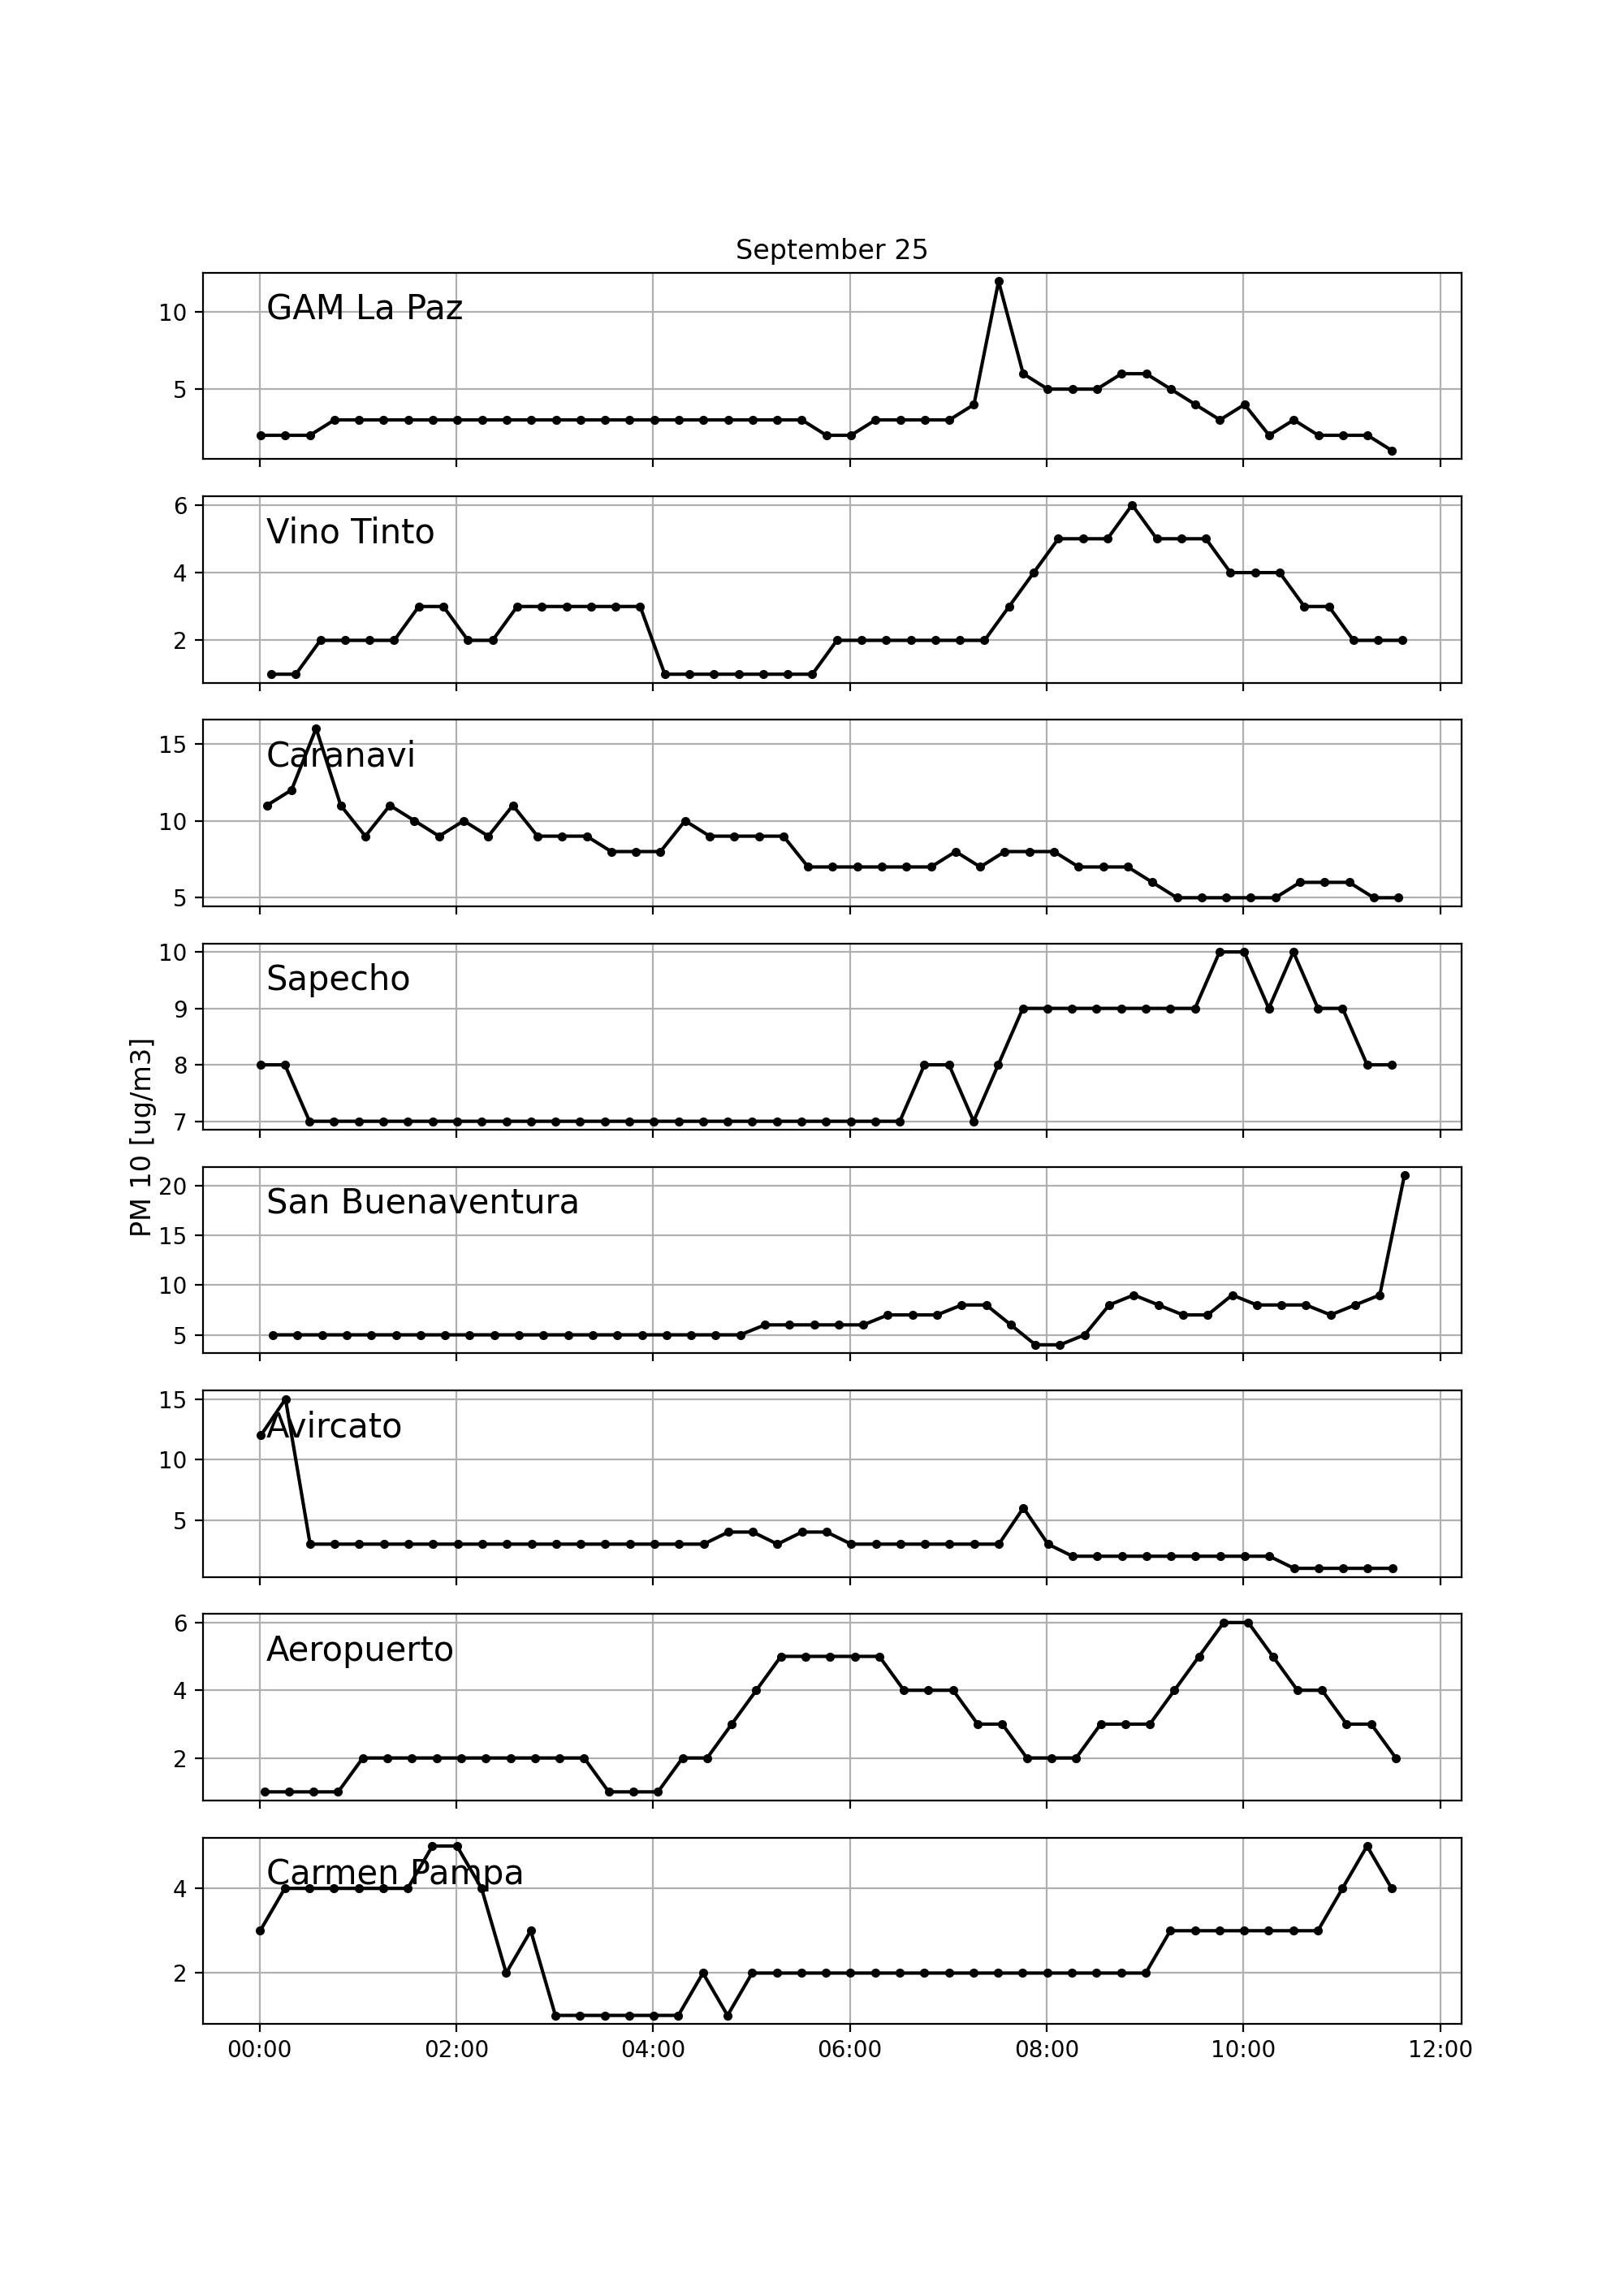 September 25
GAM La Paz
10
5
Vino Tinto
6
4
2
Caranavi
15
10
5
Sapecho
10
9
8
7
PM 10 [ug/m3]
San Buenaventura
20
15
10
5
Avircato
15
10
5
Aeropuerto
6
4
2
Carmen Pampa
4
2
00:00 02:00 04:00 06:00 08:00 10:00 12:00